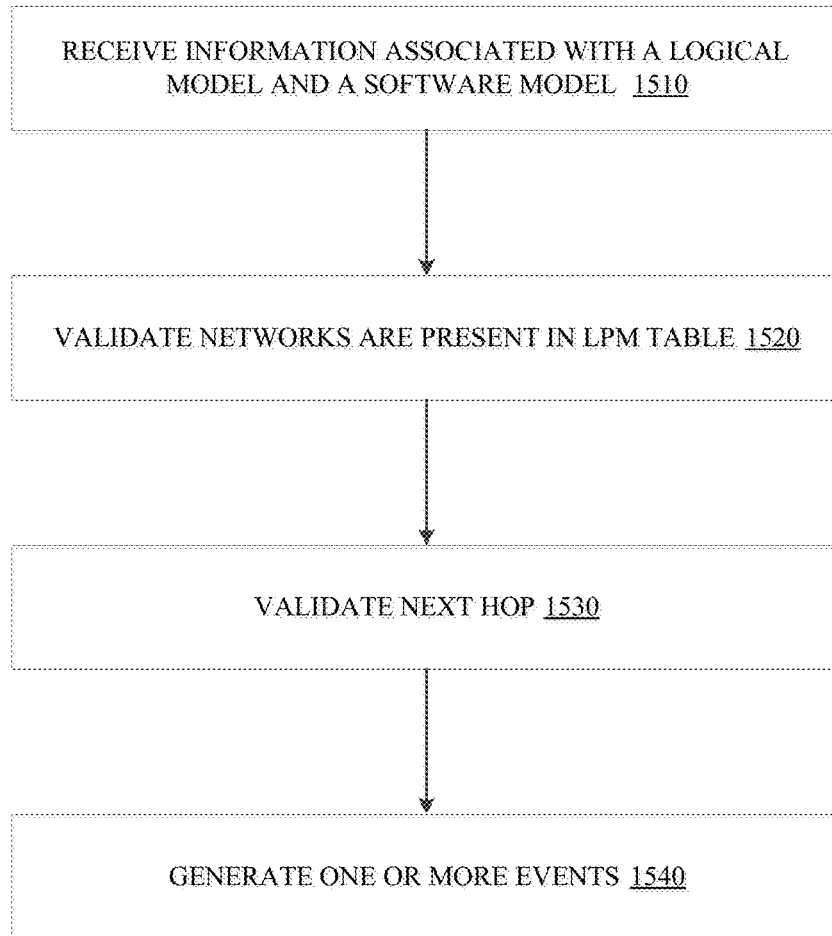 RECEIVE INFORMATION ASSOCIATED WITH A LOGICAL
MODEL AND A SOFTWARE MODEL 1510
VALIDATE NETWORKS ARE PRESENT IN LPM TABLE 1520
VALIDATE NEXT HOP 1530
GENERATE ONE OR MORE EVENTS 1540